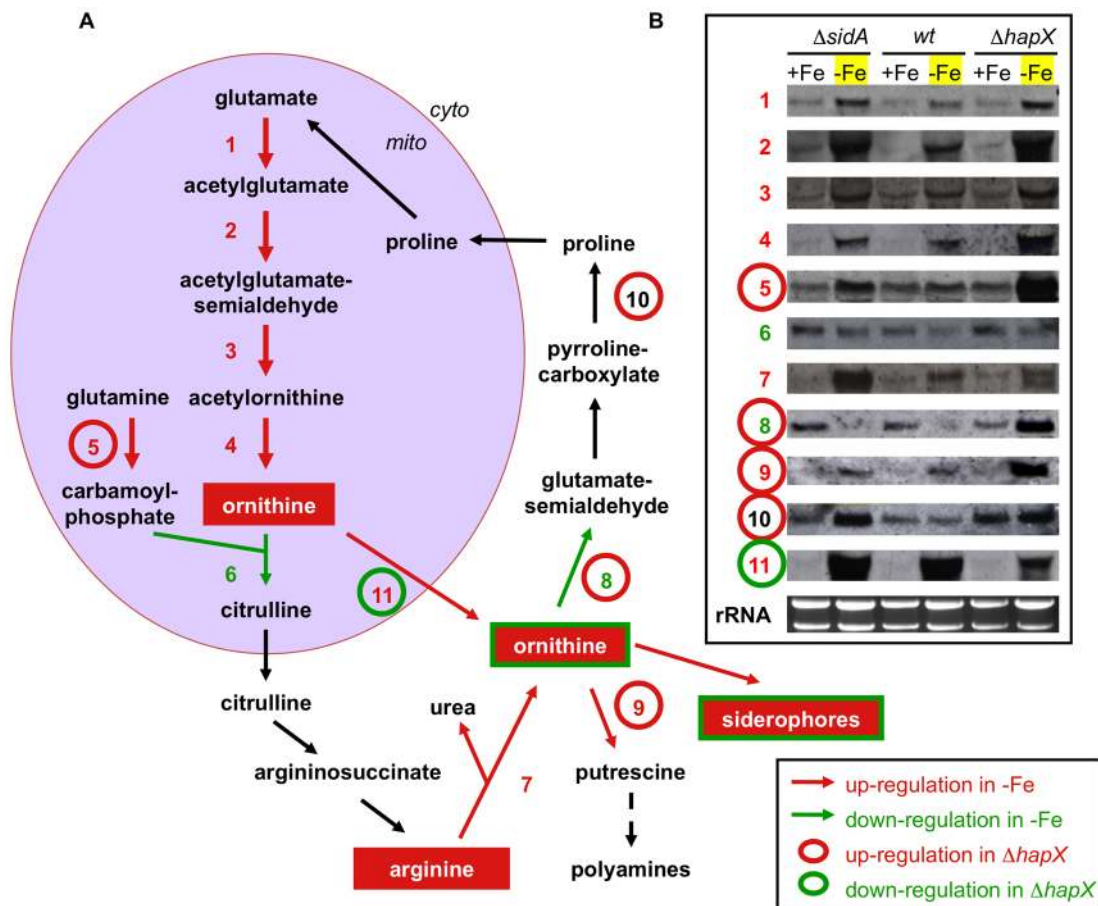 A
glutamate
cyto
mito
1
acetylglutamate
2
proline
proline
acetylglutamate-
semialdehyde
10
3
pyrroline-
carboxylate
glutamine
acetylornithine
5
4
carbamoyl-
phosphate
ornithine
glutamate-
semialdehyde
6
11
8
citrulline
ornithine
citrulline
urea
9
siderophores
argininosuccinate
7
putrescine
arginine
polyamines
B
ΔsidA wt ΔhapX
+Fe -Fe +Fe -Fe +Fe -Fe
1
2
3
4
5
6
7
8
9
10
11
rRNA
up-regulation in -Fe
down-regulation in -Fe
up-regulation in ΔhapX
down-regulation in ΔhapX